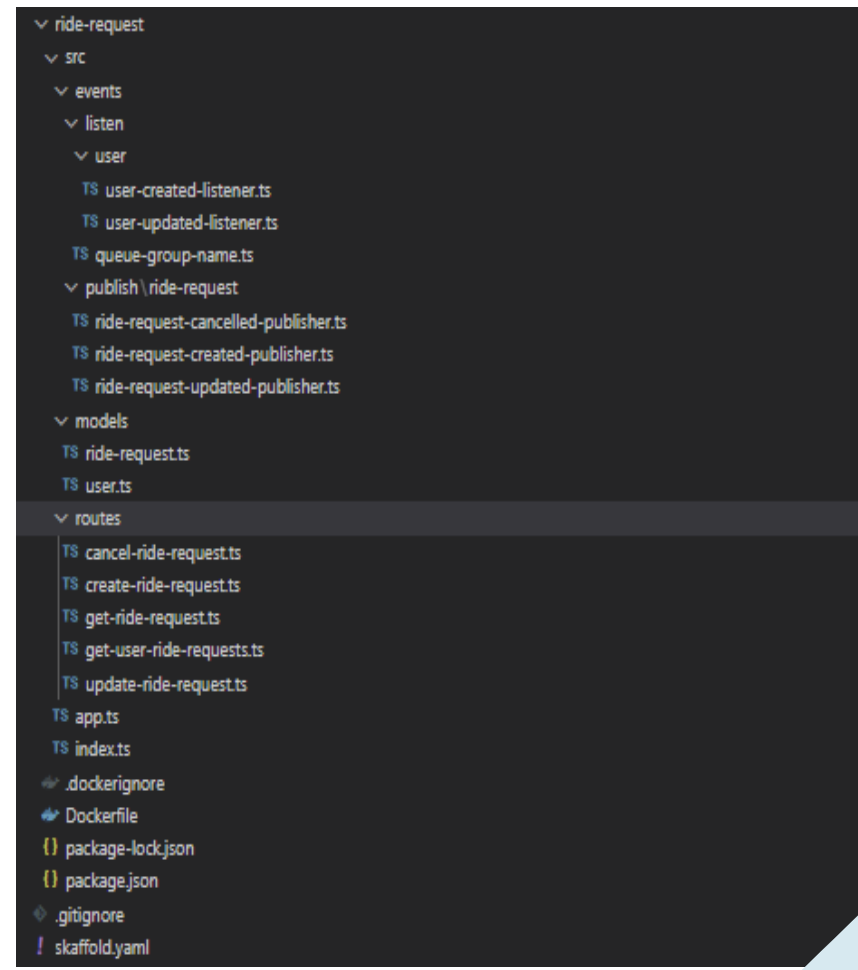 ride-request
src
events
listen
user
TS user-created-listener.ts
TS user-updated-listener.ts
TS queue-group-name.ts
publish\ride-request
TS ride-request-cancelled-publisher.ts
TS ride-request-created-publisher.ts
TS ride-request-updated-publisher.ts
models
TS ride-request.ts
TS user.ts
routes
TS cancel-ride-request.ts
TS create-ride-request.ts
TS get-ride-request.ts
TS get-user-ride-requests.ts
TS update-ride-request.ts
TS app.ts
TS index.ts
.dockerignore
Dockerfile
{} package-lock.json
{} package.json
.gitignore
! skaffold.yaml